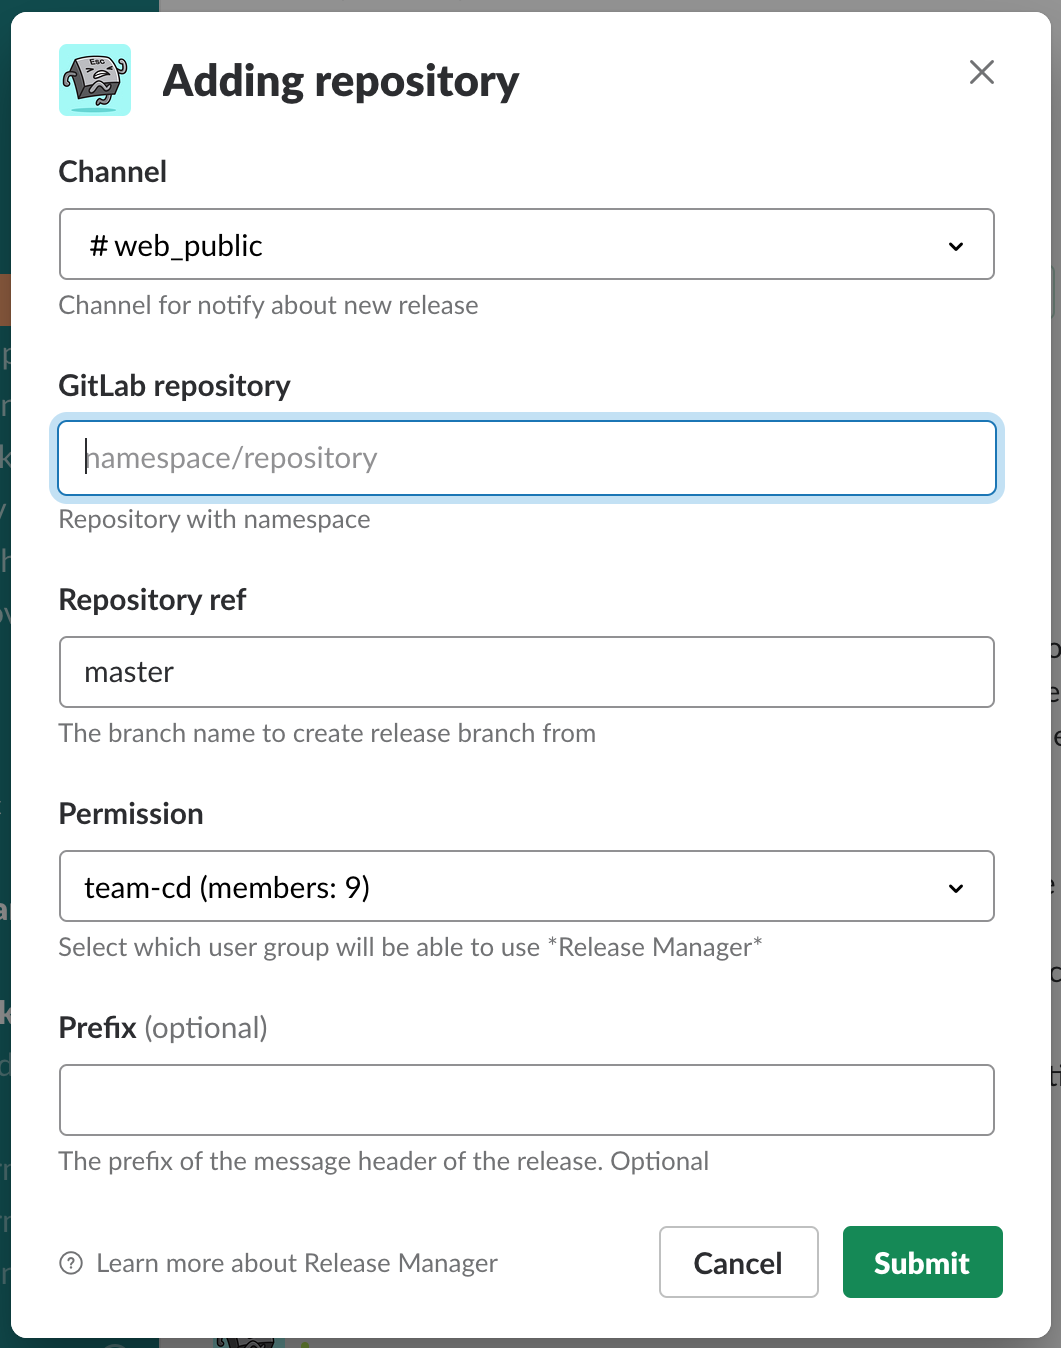 Esc
Adding repository
Channel
# web_public
Channel for notify about new release
GitLab repository
namespace/repository
Repository with namespace
Repository ref
master
The branch name to create release branch from
Permission
team-cd (members: 9)
Select which user group will be able to use *Release Manager*
Prefix (optional)
The prefix of the message header of the release. Optional
Learn more about Release Manager
Cancel
Submit